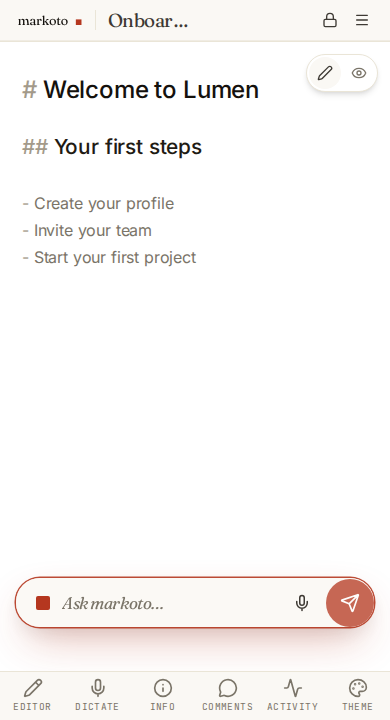 markoto
Onboar...
# Welcome to Lumen
## Your first steps
- Create your profile
- Invite your team
- Start your first project
Ask markoto...
EDITOR DICTATE INFO COMMENTS ACTIVITY THEME